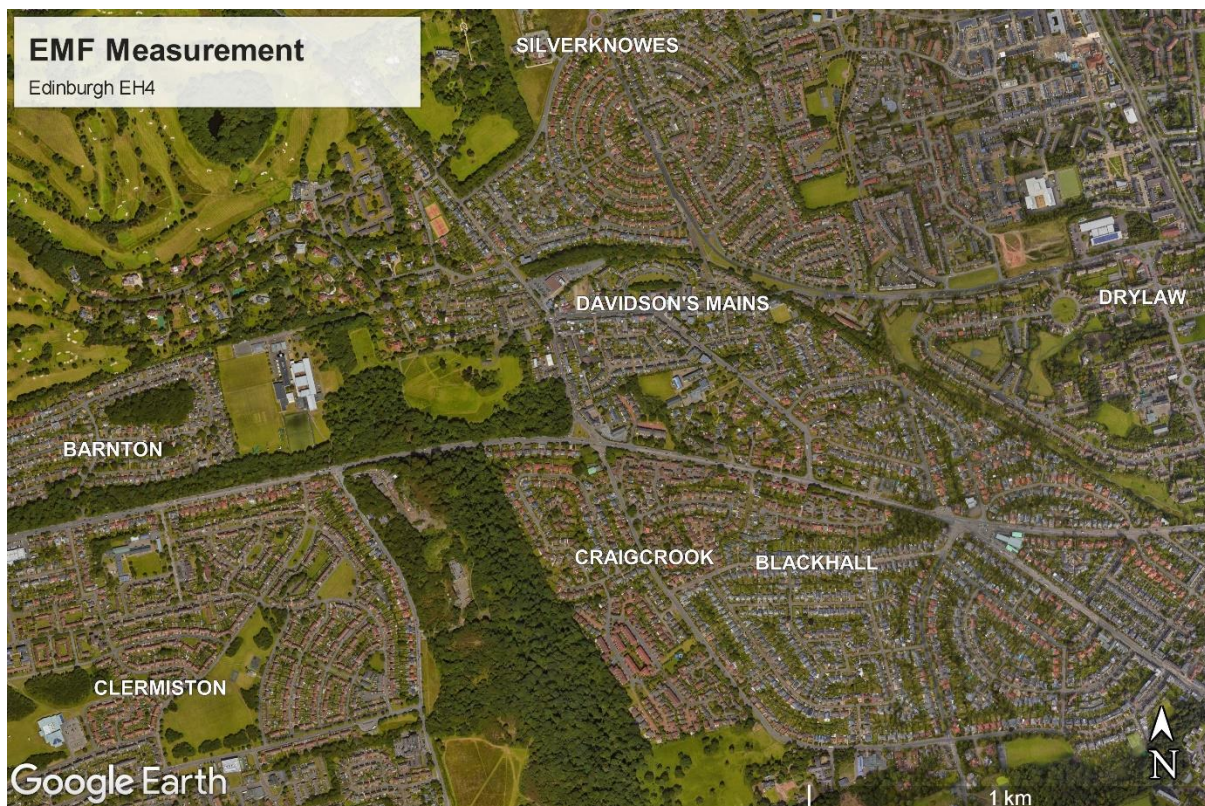 EMF Measurement
Edinburgh EH4
SILVERKNOWES
DAVIDSON'S MAINS
DRYLAW
BARNTON
CRAIGCROOK
BLACKHALL
CLERMISTON
Google Earth
N
1 km